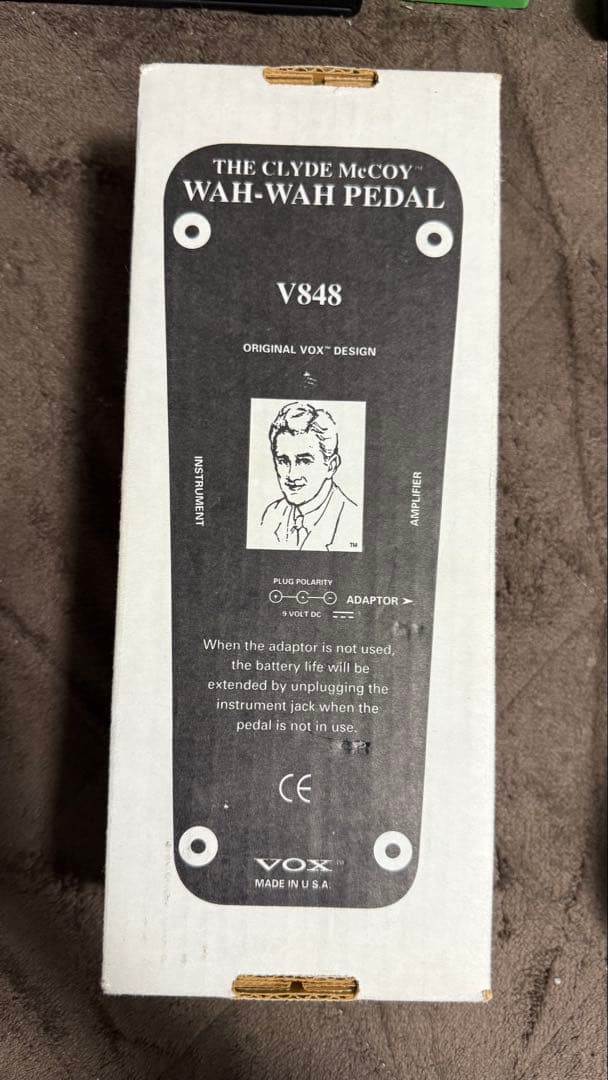 THE CLYDE McCOY™
WAH-WAH PEDAL
V848
ORIGINAL VOX™ DESIGN
INSTRUMENT
AMPLIFIER
TM
PLUG POLARITY
ADAPTOR
9 VOLT DC
When the adaptor is not used,
the battery life will be
extended by unplugging the
instrument jack when the
pedal is not in use.
CE
VOX™
MADE IN U.S.A.